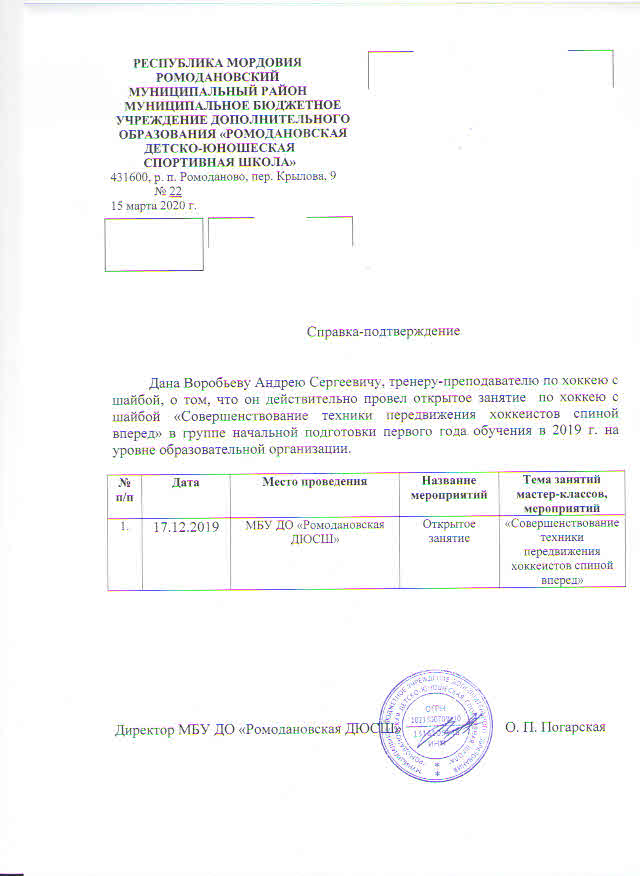 РЕСПУБЛИКА МОРДОВИЯ
РОМОДАНОВСКИЙ
МУНИЦИПАЛЬНЫЙ РАЙОН
МУНИЦИПАЛЬНОЕ БЮДЖЕТНОЕ
УЧРЕЖДЕНИЕ ДОПОЛНИТЕЛЬНОГО
ОБРАЗОВАНИЯ «РОМОДАНОВСКАЯ
ДЕТСКО-ЮНОШЕСКАЯ
СПОРТИВНАЯ ШКОЛА»
431600, р. п. Ромоданово, пер. Крылова, 9
№ 22
15 марта 2020 г.
Справка-подтверждение
Дана Воробьеву Андрею Сергеевичу, тренеру-преподавателю по хоккею с
шайбой, о том, что он действительно провел открытое занятие по хоккею с
шайбой «Совершенствование техники передвижения хоккеистов спиной
вперед» в группе начальной подготовки первого года обучения в 2019 г. на
уровне образовательной организации.
№ п/п
Дата
Место проведения
Название
мероприятий
Тема занятий
мастер-классов,
мероприятий
1.
17.12.2019
МБУ ДО «Ромодановская
ДЮСШ»
Открытое
занятие
«Совершенствование
техники
передвижения
хоккеистов спиной
вперед»
Директор МБУ ДО «Ромодановская ДЮСШ»
О. П. Погарская
ОГРН
ИНН